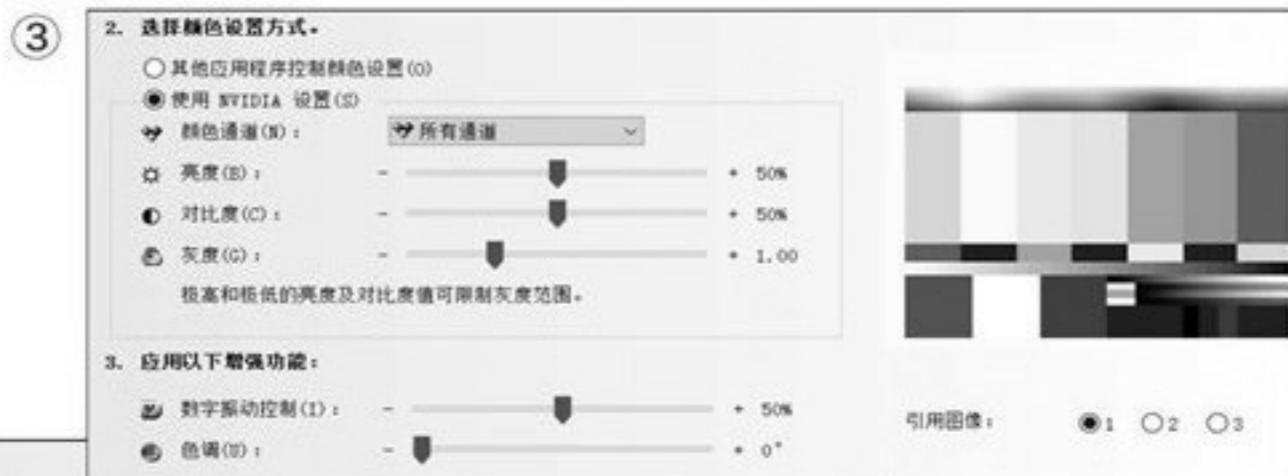 ③
2. 选择颜色设置方式。
其他应用程序控制颜色设置(O)
使用 NVIDIA 设置(S)
颜色通道(N): 所有通道
亮度(B): - + 50%
对比度(C): - + 50%
灰度(G): - + 1.00
极高和极低的亮度及对比度值可限制灰度范围。
3. 应用以下增强功能:
数字振动控制(I): - + 50%
色调(U): - + 0°
引用图像: 1 2 3